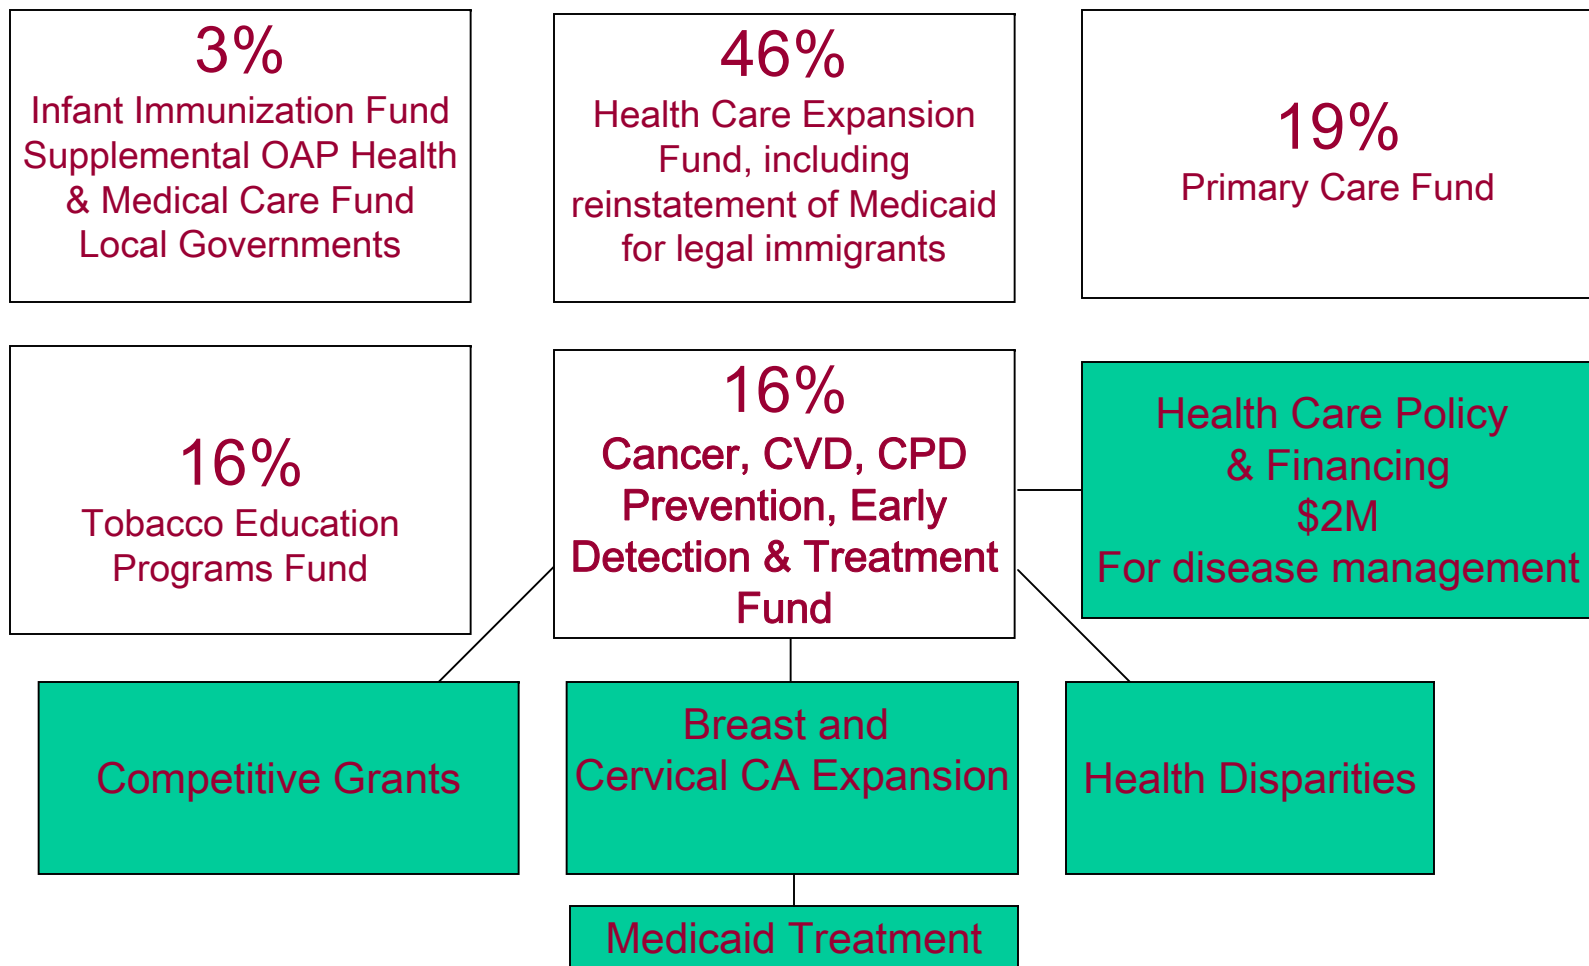 3%
Infant Immunization Fund
Supplemental OAP Health
& Medical Care Fund
Local Governments
46%
Health Care Expansion
Fund, including
reinstatement of Medicaid
for legal immigrants
19%
Primary Care Fund
16%
Tobacco Education
Programs Fund
16%
Cancer, CVD, CPD
Prevention, Early
Detection & Treatment
Fund
Health Care Policy
& Financing
$2M
For disease management
Competitive Grants
Breast and
Cervical CA Expansion
Health Disparities
Medicaid Treatment